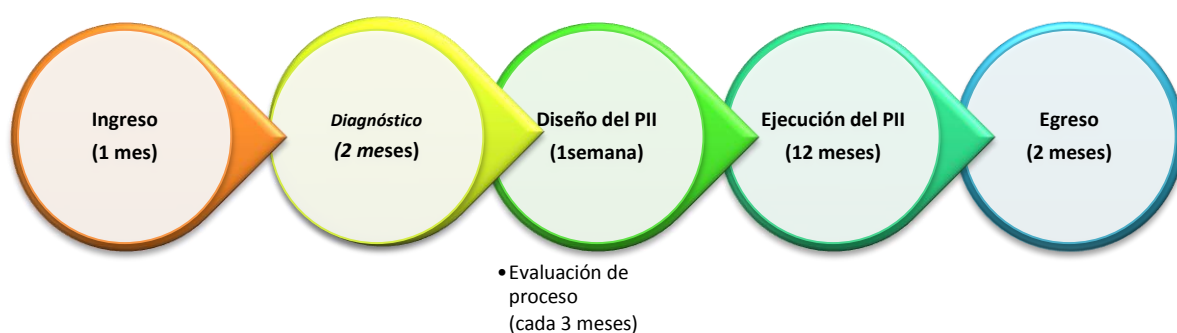 Ingreso
(1 mes)
Diagnóstico
(2 meses)
Diseño del PII
(1semana)
Ejecución del PII
(12 meses)
Egreso
(2 meses)
•Evaluación de
proceso
(cada 3 meses)